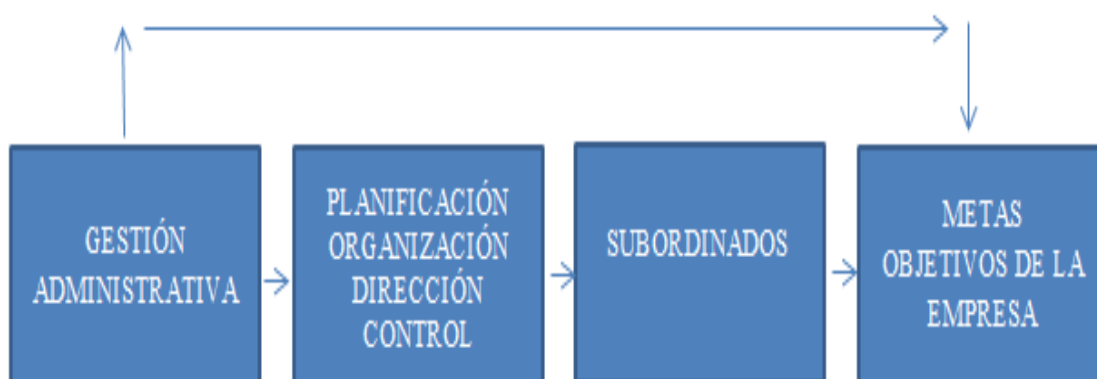 GESTIÓN
ADMINISTRATIVA
PLANIFICACIÓN
ORGANIZACIÓN
DIRECCIÓN
CONTROL
SUBORDINADOS
METAS
OBJETIVOS DE LA
EMPRESA